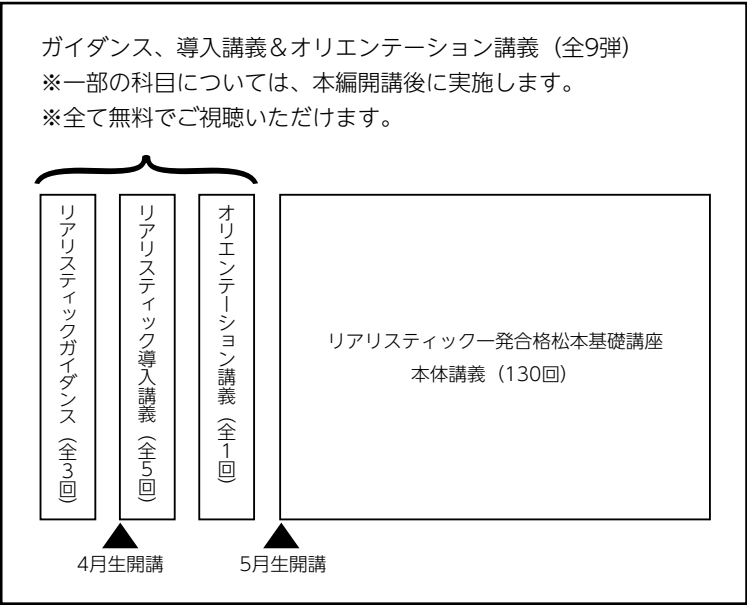 ガイダンス、導入講義＆オリエンテーション講義（全9弾）
※一部の科目については、本編開講後に実施します。
※全て無料でご視聴いただけます。
リアリスティックガイダンス（全3回）
リアリスティック導入講義（全5回）
オリエンテーション講義（全1回）
リアリスティック一発合格松本基礎講座
本体講義（130回）
4月生開講
5月生開講